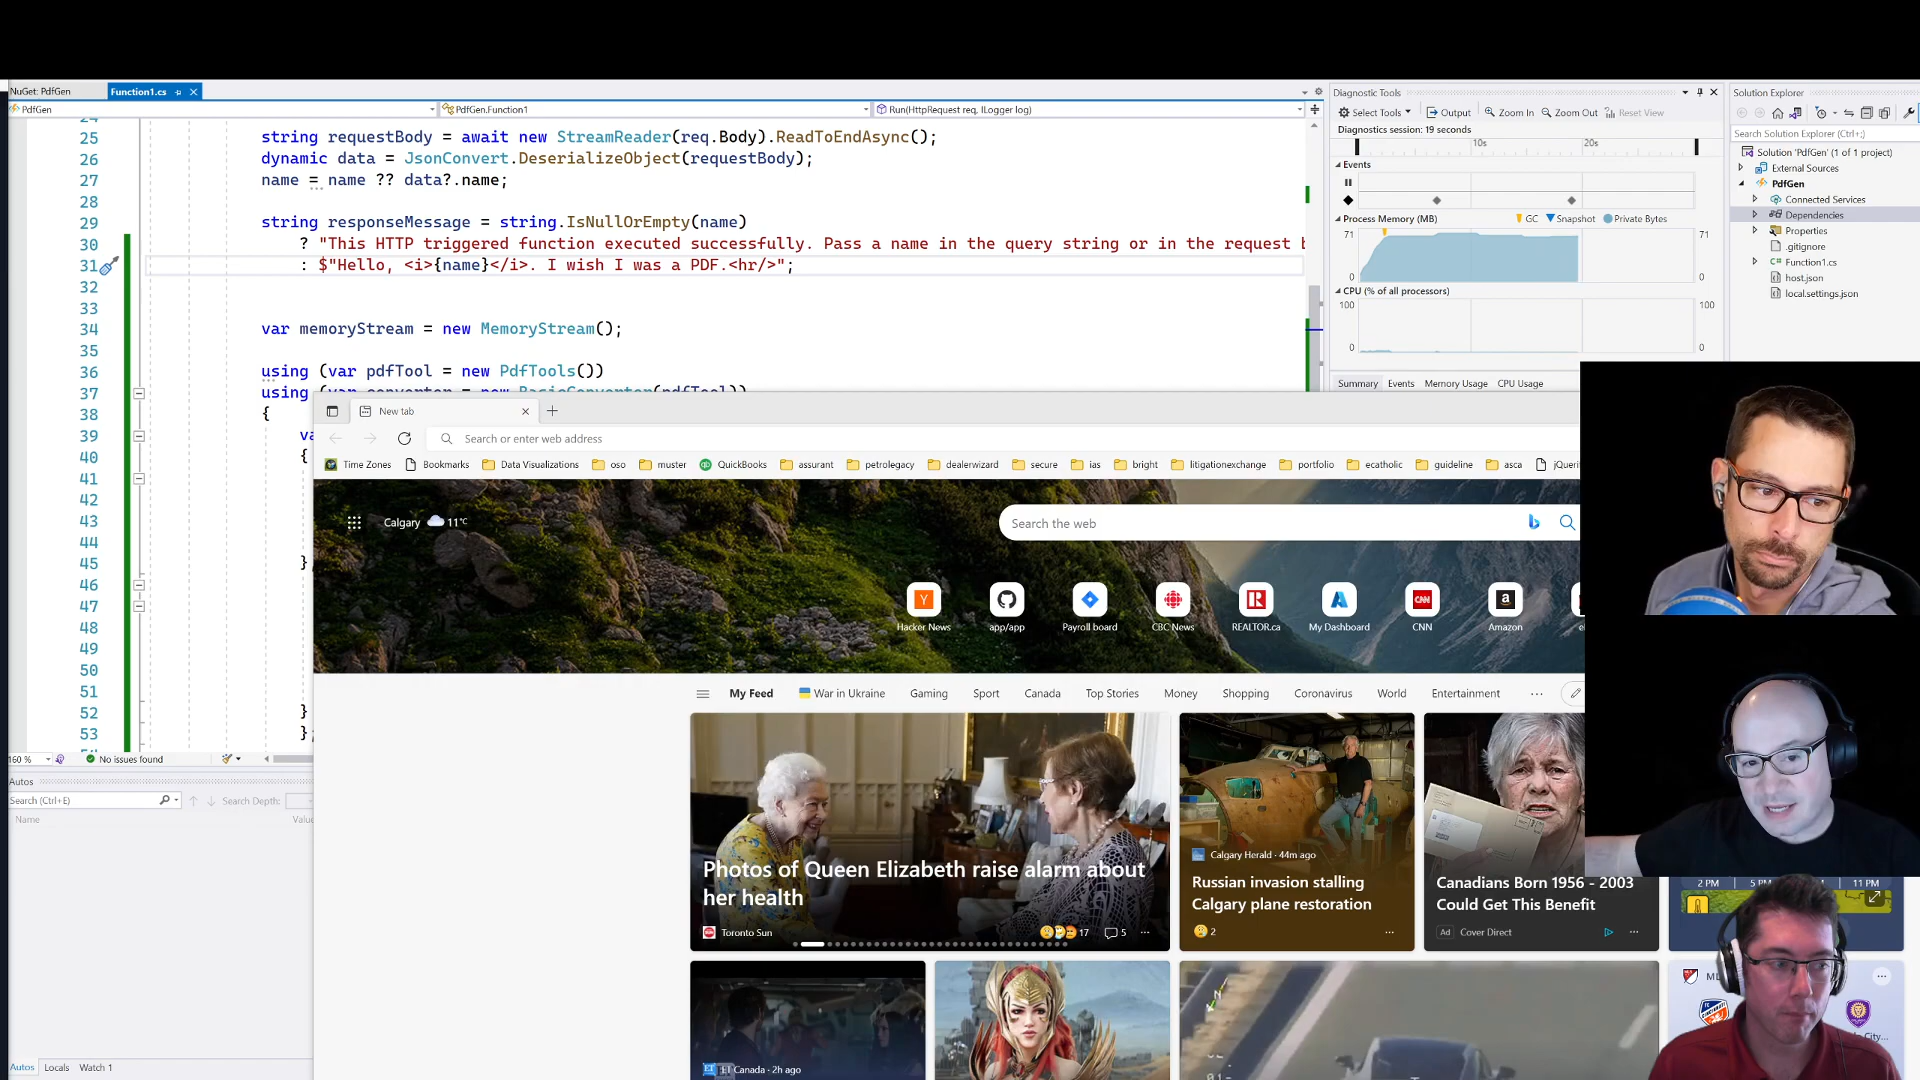 NuGet: PdfGen
Function1.cs
PdfGen
PdfGen.Function1
Run(HttpRequest req, ILogger log)
25 string requestBody = await new StreamReader(req.Body).ReadToEndAsync();
26 dynamic data = JsonConvert.DeserializeObject(requestBody);
27 name = name ?? data?.name;
28
29 string responseMessage = string.IsNullOrEmpty(name)
30 ? "This HTTP triggered function executed successfully. Pass a name in the query string or in the request b
31 : $"Hello, <i>{name}</i>. I wish I was a PDF.<hr/>";
32
33
34 var memoryStream = new MemoryStream();
35
36 using (var pdfTool = new PdfTools())
37 using (var converter = new BasicConverter(pdfTool))
38 {
39 va
40 {
41
42
43
44
45 }
46
47
48
49
50
51
52 }
53 };
160 %
No issues found
Autos
Search (Ctrl+E)
Search Depth:
Name
Value
Autos Locals Watch 1
Diagnostic Tools
Select Tools Output Zoom In Zoom Out Reset View
Diagnostics session: 19 seconds
10s 20s
Events
Process Memory (MB) GC Snapshot Private Bytes
71 71
0 0
CPU (% of all processors)
100 100
0 0
Summary Events Memory Usage CPU Usage
Solution Explorer
Search Solution Explorer (Ctrl+;)
Solution 'PdfGen' (1 of 1 project)
External Sources
PdfGen
Connected Services
Dependencies
Properties
.gitignore
C# Function1.cs
host.json
local.settings.json
New tab
Search or enter web address
Time Zones Bookmarks Data Visualizations oso muster QuickBooks assurant petrolegacy dealerwizard secure ias bright litigationexchange portfolio ecatholic guideline asca jQueri
Calgary 11°C
Search the web
Hacker News
app/app
Payroll board
CBC News
REALTOR.ca
My Dashboard
CNN
Amazon
My Feed War in Ukraine Gaming Sport Canada Top Stories Money Shopping Coronavirus World Entertainment
Photos of Queen Elizabeth raise alarm about
her health
Toronto Sun
17 5
Calgary Herald · 44m ago
Russian invasion stalling
Calgary plane restoration
2
Canadians Born 1956 - 2003
Could Get This Benefit
Ad Cover Direct
2 PM 11 PM
ET Canada · 2h ago
City...